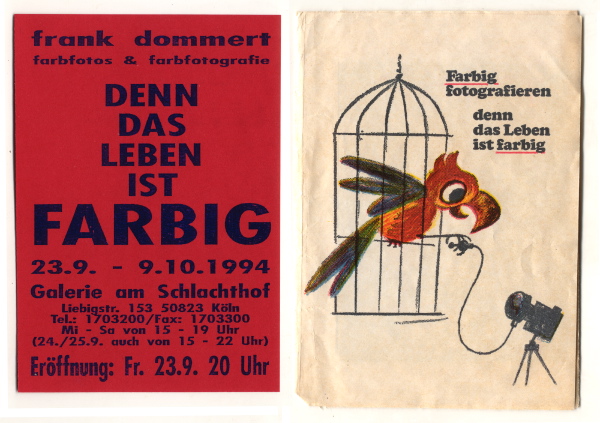 frank dommert
farbfotos & farbfotografie
DENN
DAS
LEBEN
IST
FARBIG
23.9. - 9.10.1994
Galerie am Schlachthof
Liebigstr. 153 50823 Köln
Tel.: 1703200/Fax: 1703300
Mi - Sa von 15 - 19 Uhr
(24./25.9. auch von 15 - 22 Uhr)
Eröffnung: Fr. 23.9. 20 Uhr
Farbig
fotografieren
denn
das Leben
ist farbig